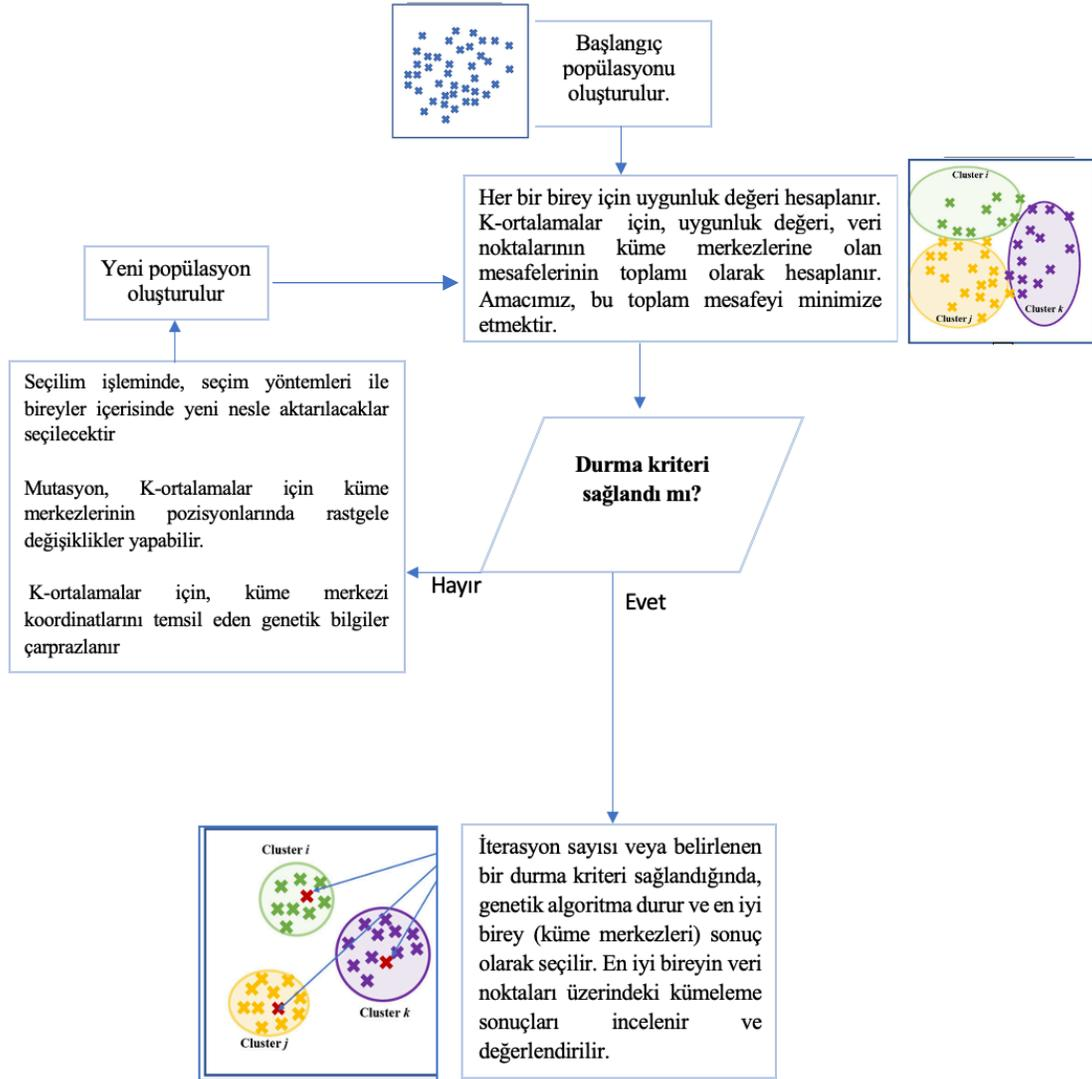 Başlangıç
popülasyonu
oluşturulur.
Her bir birey için uygunluk değeri hesaplanır.
K-ortalamalar için, uygunluk değeri, veri
noktalarının küme merkezlerine olan
mesafelerinin toplamı olarak hesaplanır.
Amacımız, bu toplam mesafeyi minimize
etmektir.
Cluster i
Cluster j
Cluster k
Yeni popülasyon
oluşturulur
Seçilim işleminde, seçim yöntemleri ile
bireyler içerisinde yeni nesle aktarılacaklar
seçilecektir
Mutasyon, K-ortalamalar için küme
merkezlerinin pozisyonlarında rastgele
değişiklikler yapabilir.
K-ortalamalar için, küme merkezi
koordinatlarını temsil eden genetik bilgiler
çarprazlanır
Durma kriteri
sağlandı mı?
Hayır
Evet
Cluster i
Cluster k
Cluster j
İterasyon sayısı veya belirlenen
bir durma kriteri sağlandığında,
genetik algoritma durur ve en iyi
birey (küme merkezleri) sonuç
olarak seçilir. En iyi bireyin veri
noktaları üzerindeki kümeleme
sonuçları incelenir ve
değerlendirilir.